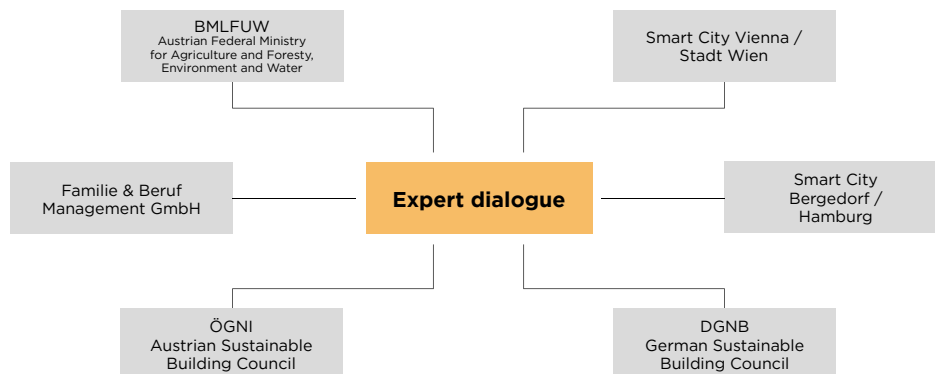 BMLFUW
Austrian Federal Ministry
for Agriculture and Foresty,
Environment and Water
Smart City Vienna /
Stadt Wien
Familie & Beruf
Management GmbH
Expert dialogue
Smart City
Bergedorf /
Hamburg
ÖGNI
Austrian Sustainable
Building Council
DGNB
German Sustainable
Building Council